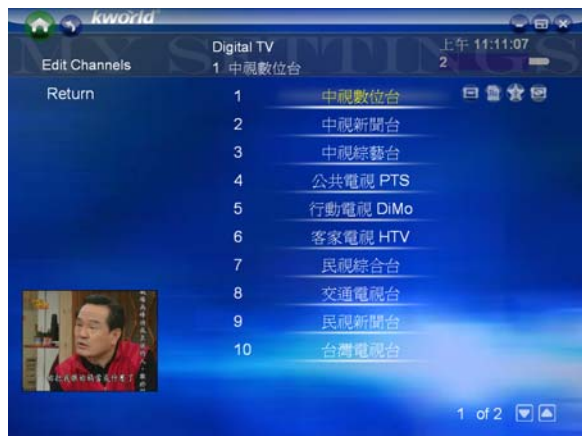 kworld
MY SETTINGS
Edit Channels
Digital TV
1 中視數位台
上午 11:11:07
2
Return
1 中視數位台
2 中視新聞台
3 中視綜藝台
4 公共電視 PTS
5 行動電視 DiMo
6 客家電視 HTV
7 民視綜合台
8 交通電視台
9 民視新聞台
10 台灣電視台
1 of 2